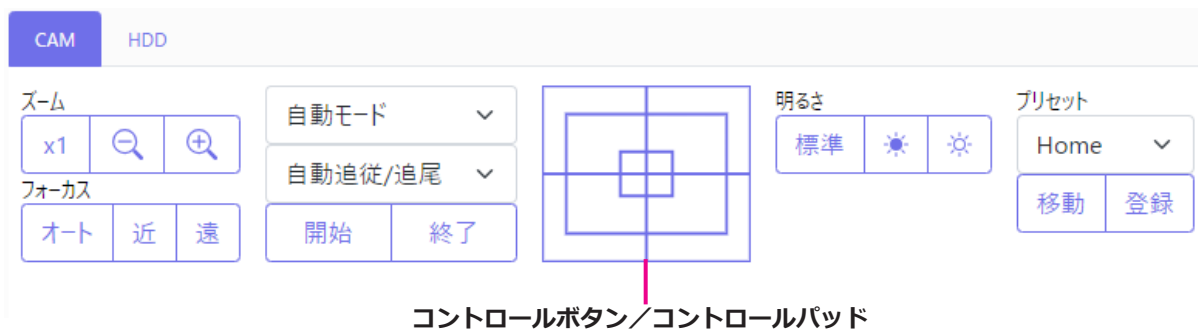 CAM HDD
ズーム
x1
フォーカス
オート 近 遠
自動モード
自動追従/追尾
開始 終了
明るさ
標準
プリセット
Home
移動 登録
コントロールボタン／コントロールパッド